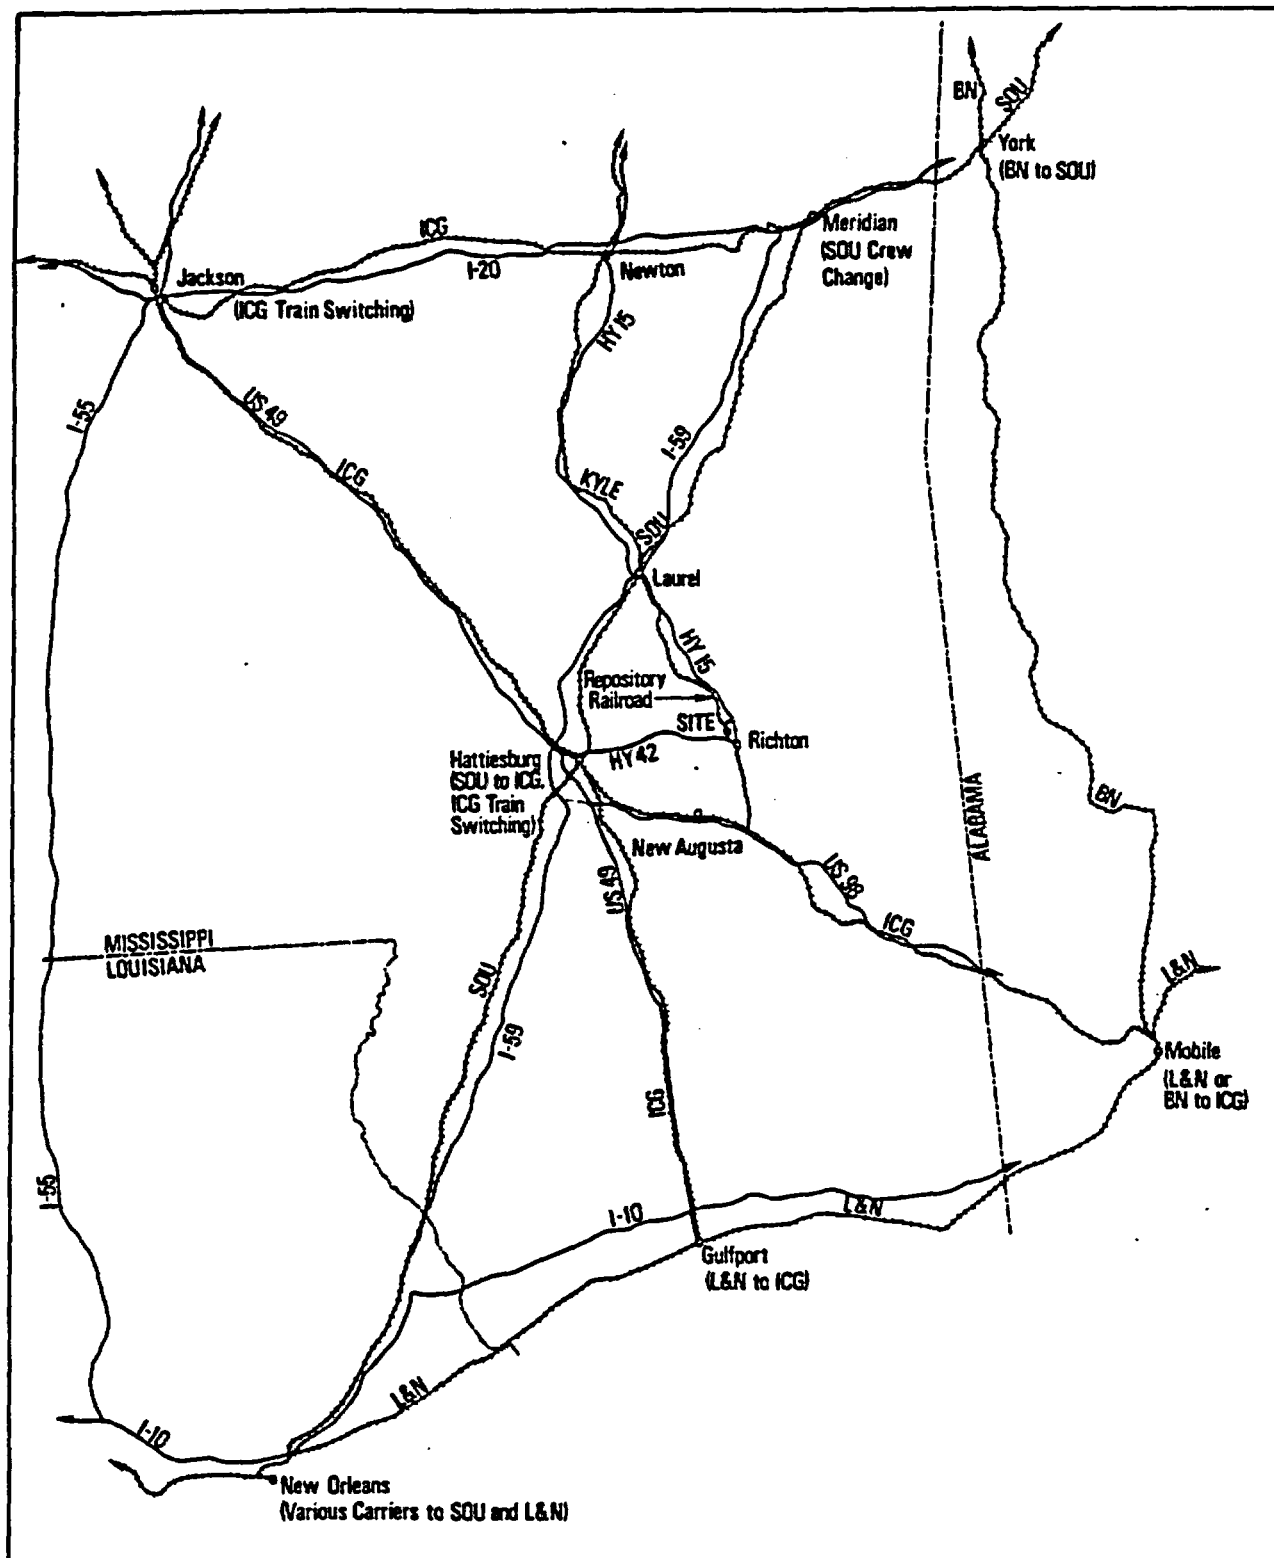 BN
SOU
York
(BN to SOU)
ICG
Meridian
(SOU Crew
Change)
I-20
Newton
Jackson
(ICG Train Switching)
HY 15
I-55
US 49
ICG
I-59
KYLE
SOU
Laurel
HY 15
Repository
Railroad
SITE
Richton
HY 42
Hattiesburg
(SOU to ICG.
ICG Train
Switching)
BN
ALABAMA
New Augusta
US 98
US 49
ICG
MISSISSIPPI
LOUISIANA
SOU
L&N
I-59
Mobile
(L&N or
BN to ICG)
ICG
I-55
I-10
L&N
Gulfport
(L&N to ICG)
L&N
I-10
New Orleans
(Various Carriers to SOU and L&N)